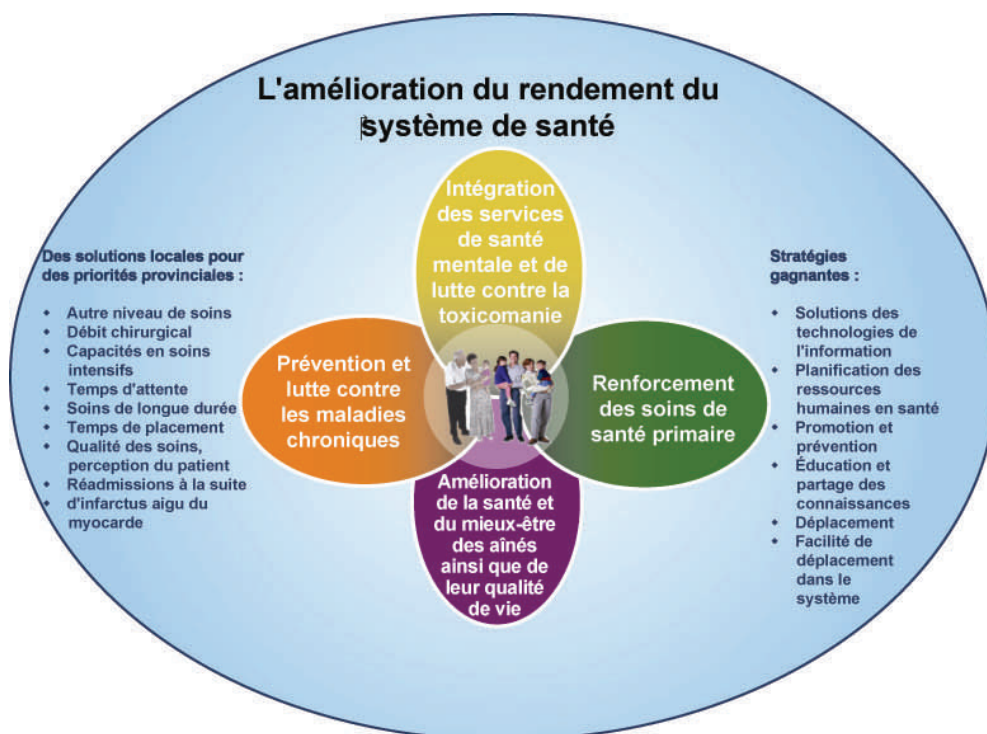 L'amélioration du rendement du
système de santé
Intégration
des services
de santé
mentale et de
lutte contre la
toxicomanie
Des solutions locales pour
des priorités provinciales :
Autre niveau de soins
Débit chirurgical
Capacités en soins
intensifs
Temps d'attente
Soins de longue durée
Temps de placement
Qualité des soins,
perception du patient
Réadmissions à la suite
d'infarctus aigu du
myocarde
Prévention et
lutte contre
les maladies
chroniques
Renforcement
des soins de
santé primaire
Amélioration
de la santé et
du mieux-être
des aînés
ainsi que de
leur qualité
de vie
Stratégies
gagnantes :
Solutions des
technologies de
l'information
Planification des
ressources
humaines en santé
Promotion et
prévention
Éducation et
partage des
connaissances
Déplacement
Facilité de
déplacement
dans le
système